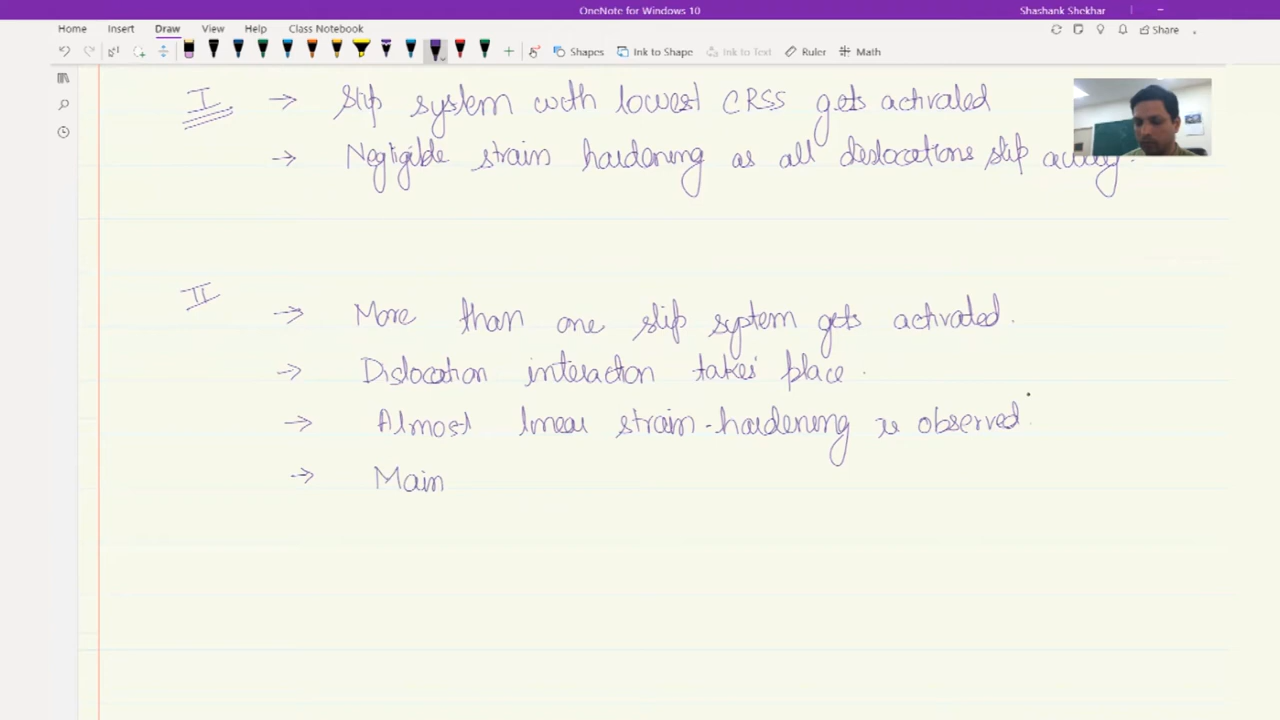 OneNote for Windows 10
Shashank Shekhar
Home Insert Draw View Help Class Notebook
Share
Shapes Ink to Shape Ink to Text Ruler Math
I → Slip system with lowest CRSS gets activated
→ Negligible strain hardening as all dislocations slip
II
→ More than one slip system gets activated.
→ Dislocation interaction takes place.
→ Almost linear strain-hardening is observed.
→ Main